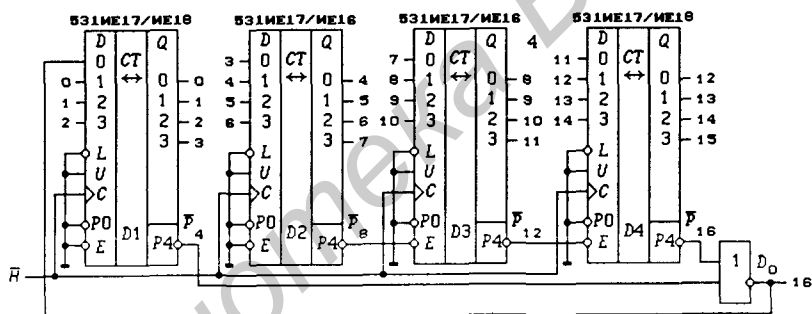 531ИЕ17/ИЕ18 531ИЕ17/ИЕ16 531ИЕ17/ИЕ16 531ИЕ17/ИЕ18
D CT Q D CT Q D CT Q 4 D CT Q
0 3 0 7 0 11 0
0 1 0 0 4 1 0 4 8 1 0 8 12 1 0 12
1 2 1 1 5 2 1 5 9 2 1 9 13 2 1 13
2 3 2 2 6 3 2 6 10 3 2 10 14 3 2 14
3 3 3 7 3 11 3 15
L L L L
U U U U
C C C C
P0 P̅ P0 P̅ P0 P̅ P0 P̅
E D1 P4 4 E D2 P4 8 E D3 P4 12 E D4 P4 16
H̅ 1 D0 16